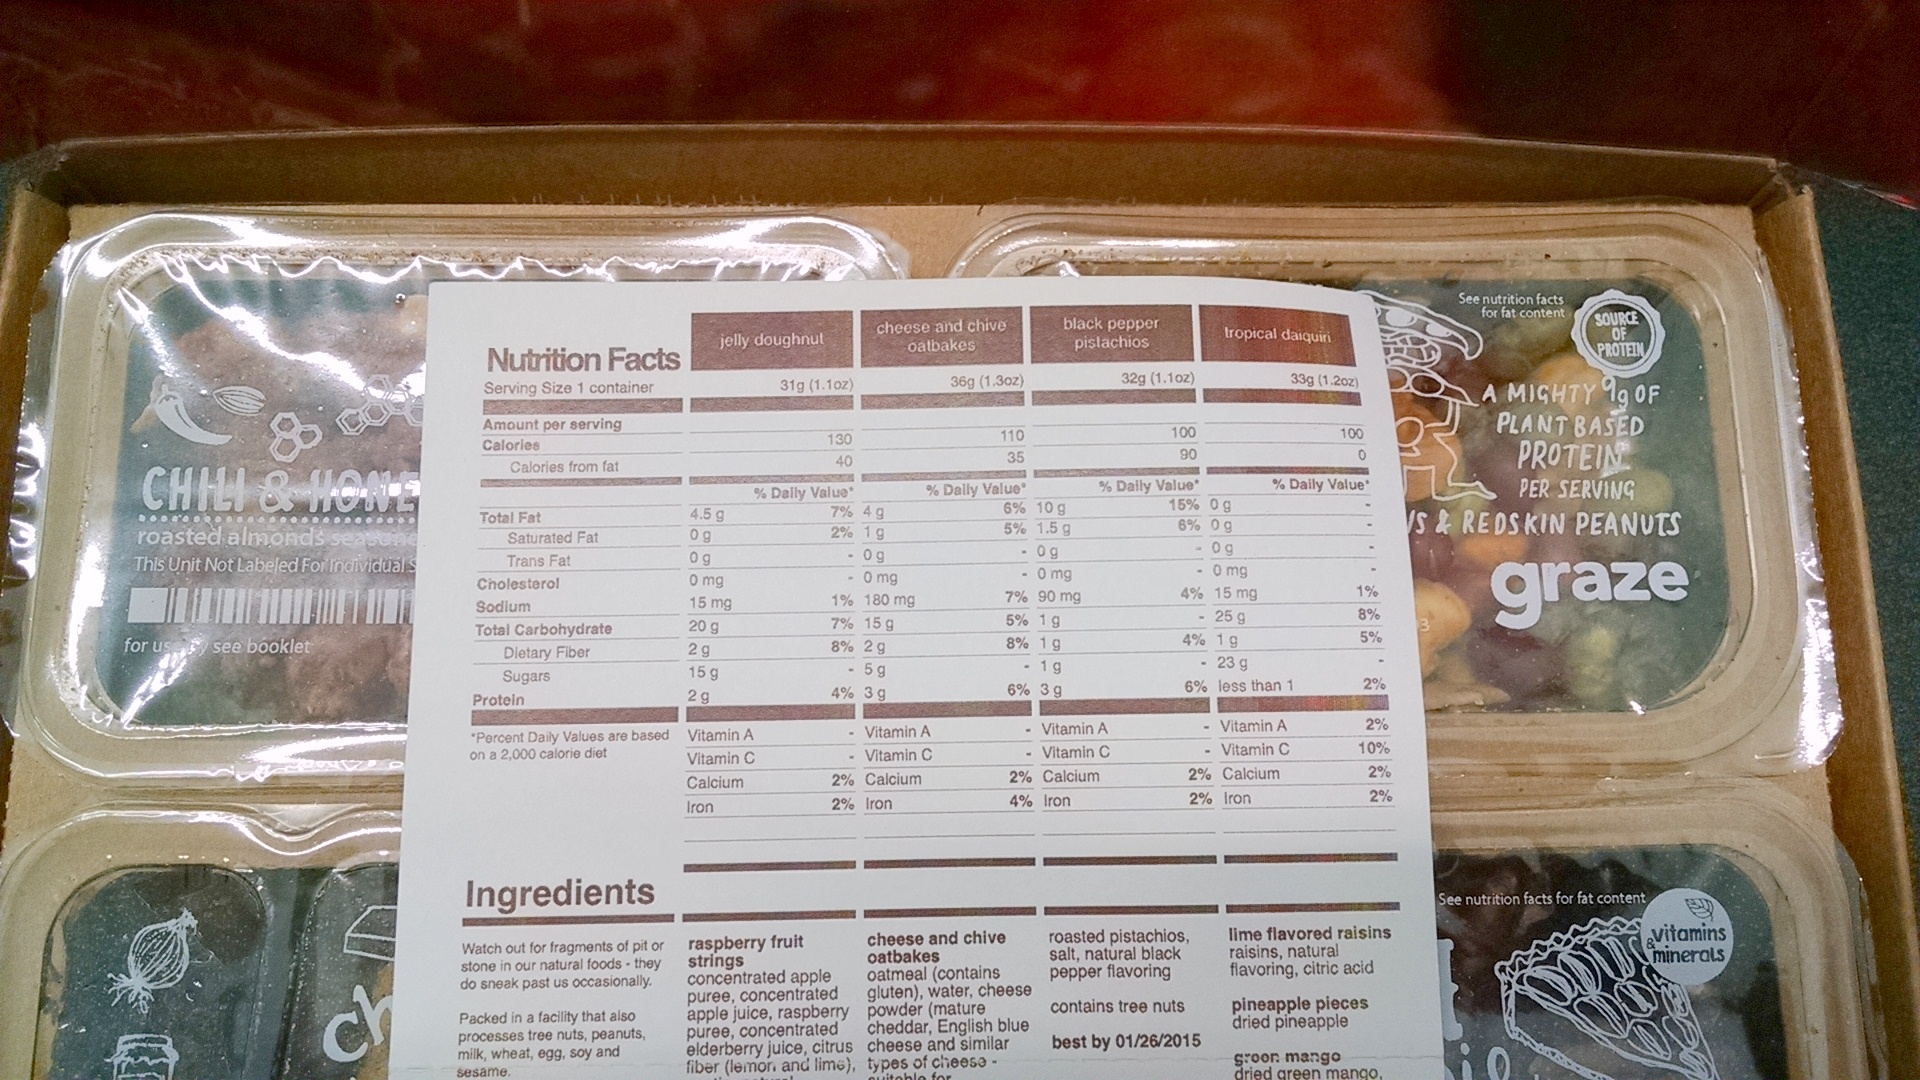 See nutrition facts
for fat content
SOURCE
OF
PROTEIN
A MIGHTY 9g OF
PLANT BASED
PROTEIN
PER SERVING
& REDSKIN PEANUTS
graze
CHILI &
roasted almonds
This Unit Not Labeled For Individual
see booklet
jelly doughnut cheese and chive oatbakes black pepper pistachios tropical daiquiri
Nutrition Facts
Serving Size 1 container 31g (1.1oz) 36g (1.3oz) 32g (1.1oz) 33g (1.2oz)
Amount per serving
Calories 130 110 100 100
Calories from fat 40 35 90 0
% Daily Value* % Daily Value* % Daily Value* % Daily Value*
Total Fat 4.5 g 7% 4 g 6% 10 g 15% 0 g -
Saturated Fat 0 g 2% 1 g 5% 1.5 g 6% 0 g -
Trans Fat 0 g - 0 g - 0 g - 0 g -
Cholesterol 0 mg - 0 mg - 0 mg - 0 mg -
Sodium 15 mg 1% 180 mg 7% 90 mg 4% 15 mg 1%
Total Carbohydrate 20 g 7% 15 g 5% 1 g - 25 g 8%
Dietary Fiber 2 g 8% 2 g 8% 1 g 4% 1 g 5%
Sugars 15 g - 5 g - 1 g - 23 g -
Protein 2 g 4% 3 g 6% 3 g 6% less than 1 2%
*Percent Daily Values are based
on a 2,000 calorie diet
Vitamin A - Vitamin A - Vitamin A - Vitamin A 2%
Vitamin C - Vitamin C - Vitamin C - Vitamin C 10%
Calcium 2% Calcium 2% Calcium 2% Calcium 2%
Iron 2% Iron 4% Iron 2% Iron 2%
Ingredients
Watch out for fragments of pit or
stone in our natural foods - they
do sneak past us occasionally.
Packed in a facility that also
processes tree nuts, peanuts,
milk, wheat, egg, soy and
sesame.
raspberry fruit
strings
concentrated apple
puree, concentrated
apple juice, raspberry
puree, concentrated
elderberry juice, citrus
fiber (lemon and lime),
cheese and chive
oatbakes
oatmeal (contains
gluten), water, cheese
powder (mature
cheddar, English blue
cheese and similar
types of cheese -
suitable for
roasted pistachios,
salt, natural black
pepper flavoring
contains tree nuts
best by 01/26/2015
lime flavored raisins
raisins, natural
flavoring, citric acid
pineapple pieces
dried pineapple
green mango
dried green mango,
See nutrition facts for fat content
vitamins
& minerals